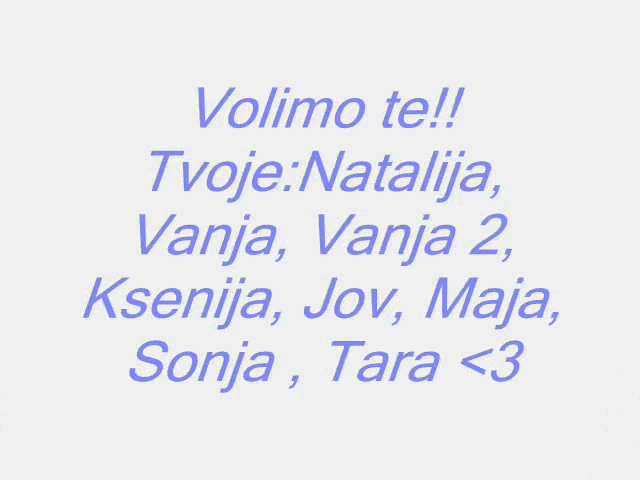 Volimo te!!
Tvoje:Natalija,
Vanja, Vanja 2,
Ksenija, Jov, Maja,
Sonja , Tara <3